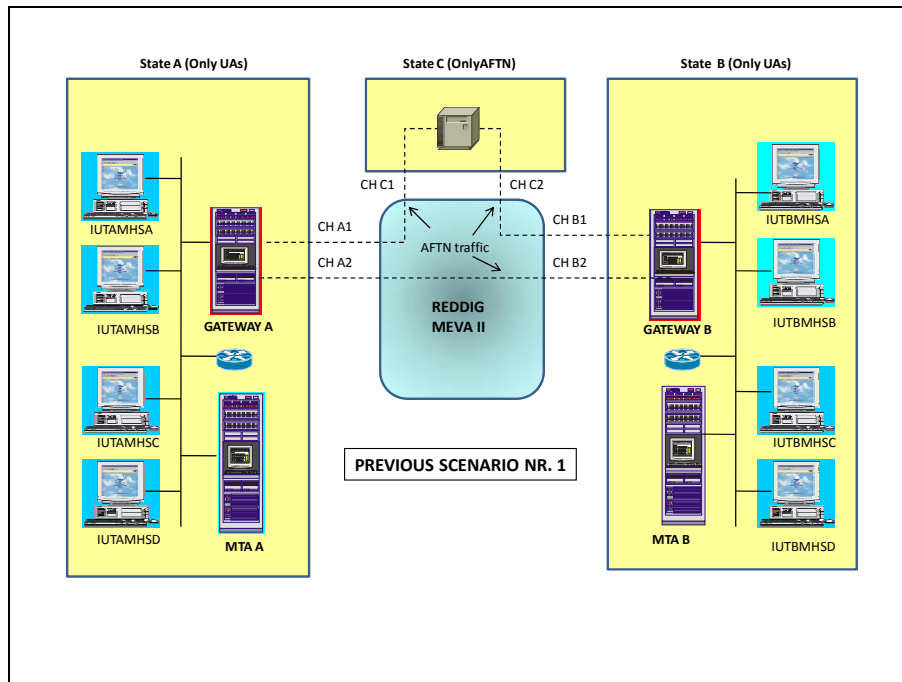 State A (Only UAs)
State C (OnlyAFTN)
State B (Only UAs)
CH C1
CH C2
IUTAMHSA
IUTBMHSA
CH A1
CH B1
AFTN traffic
CH A2
CH B2
REDDIG
MEVA II
IUTAMHSB
GATEWAY A
GATEWAY B
IUTBMHSB
IUTAMHSC
IUTBMHSC
PREVIOUS SCENARIO NR. 1
IUTAMHSD
MTA A
MTA B
IUTBMHSD